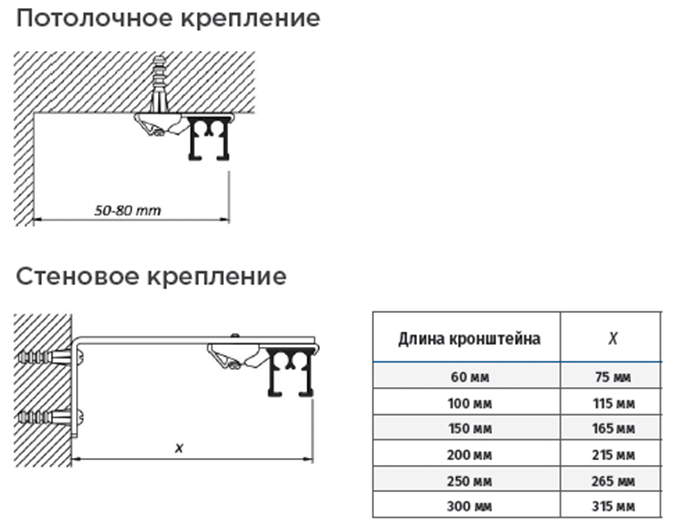 Потолочное крепление
50-80 mm
Стеновое крепление
x
Длина кронштейна X
60 мм 75 мм
100 мм 115 мм
150 мм 165 мм
200 мм 215 мм
250 мм 265 мм
300 мм 315 мм